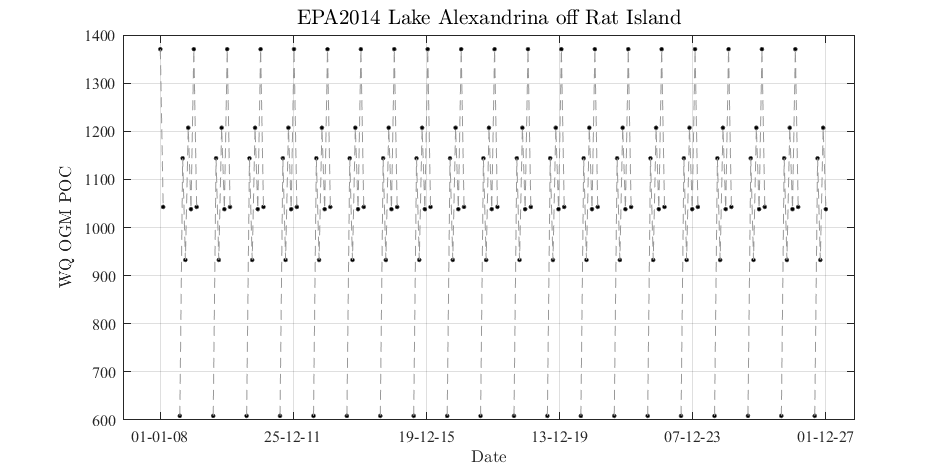 EPA2014 Lake Alexandrina off Rat Island
1400
1300
1200
1100
1000
900
800
700
600
WQ OGM POC
01-01-08 25-12-11 19-12-15 13-12-19 07-12-23 01-12-27
Date